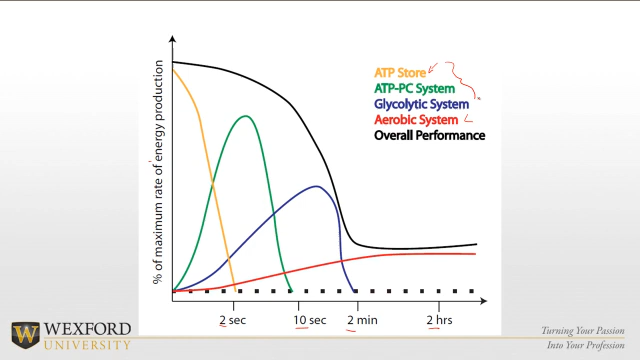 % of maximum rate of energy production
ATP Store
ATP-PC System
Glycolytic System
Aerobic System
Overall Performance
2 sec
10 sec
2 min
2 hrs
WEXFORD
UNIVERSITY
Turning Your Passion
Into Your Profession